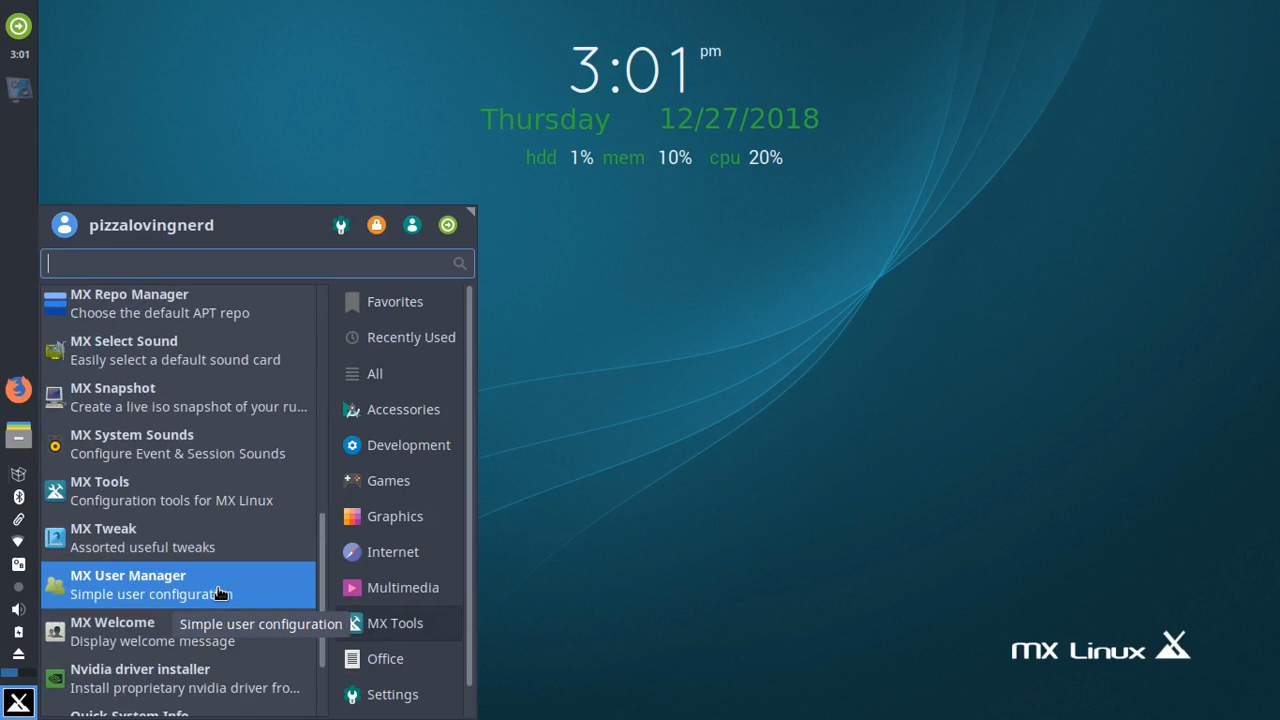 3:01
3:01 pm
Thursday 12/27/2018
hdd 1% mem 10% cpu 20%
pizzalovingnerd
MX Repo Manager
Choose the default APT repo
MX Select Sound
Easily select a default sound card
MX Snapshot
Create a live iso snapshot of your ru...
MX System Sounds
Configure Event & Session Sounds
MX Tools
Configuration tools for MX Linux
MX Tweak
Assorted useful tweaks
MX User Manager
Simple user configuration
MX Welcome
Simple user configuration
Display welcome message
Nvidia driver installer
Install proprietary nvidia driver fro...
Quick System Info
Favorites
Recently Used
All
Accessories
Development
Games
Graphics
Internet
Multimedia
MX Tools
Office
Settings
MX Linux